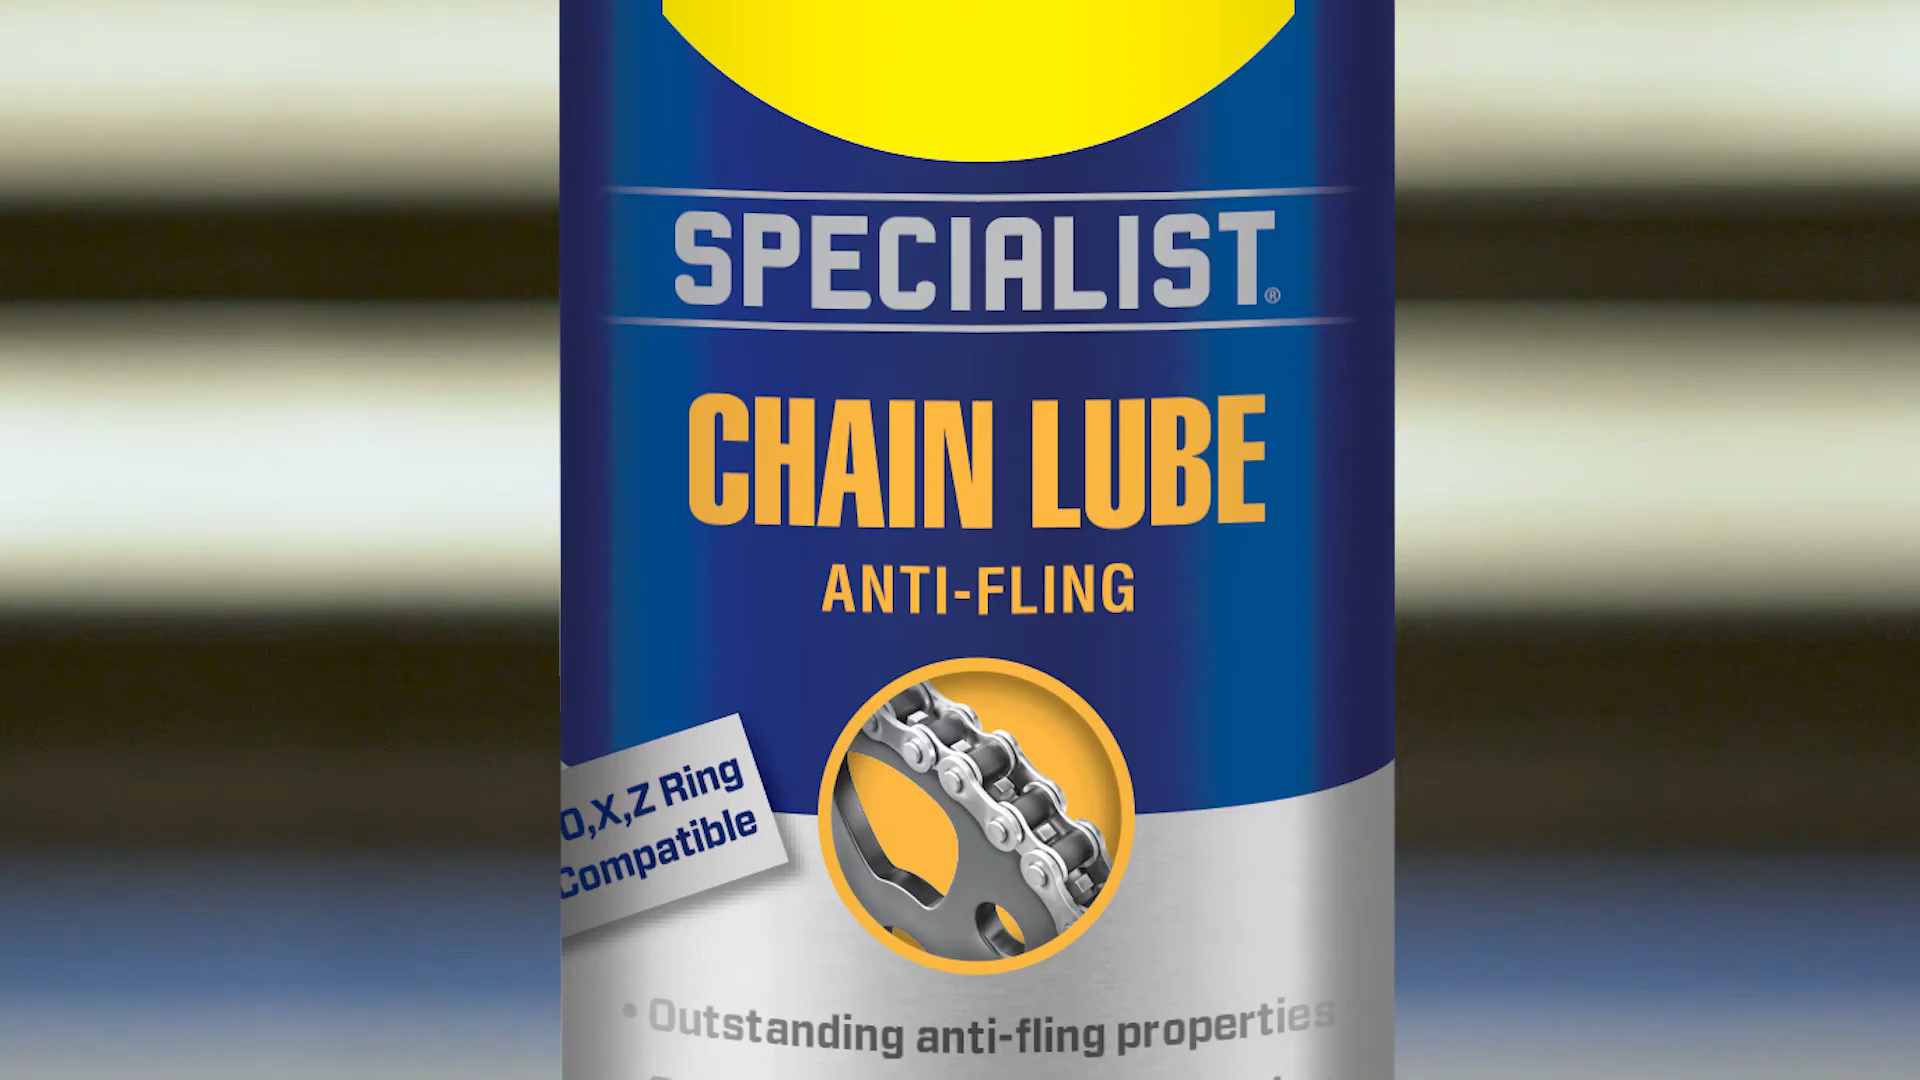 SPECIALIST®
CHAIN LUBE
ANTI-FLING
O,X,Z Ring
Compatible
• Outstanding anti-fling properties